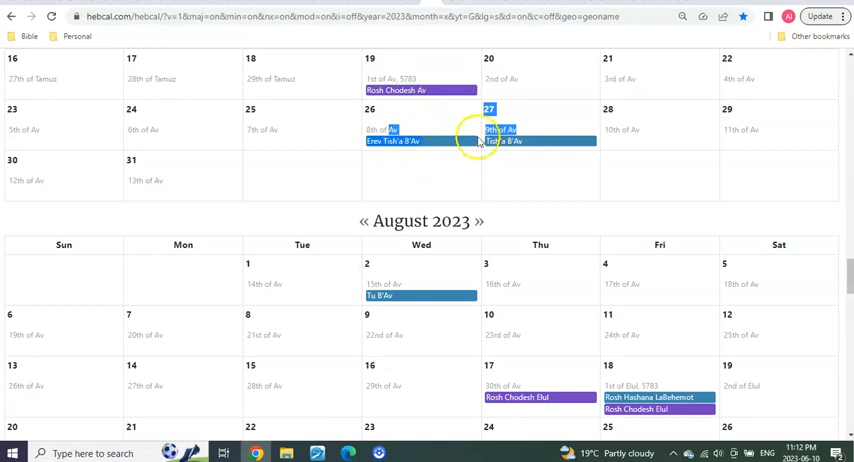 hebcal.com/hebcal/?v=1&maj=on&min=on&nx=on&mod=on&i=off&year=2023&month=x&yt=G&lg=s&d=on&c=off&geo=geoname
AI
Update
Bible
Personal
Other bookmarks
16 17 18 19 20 21 22
27th of Tamuz 28th of Tamuz 29th of Tamuz 1st of Av, 5783 2nd of Av 3rd of Av 4th of Av
Rosh Chodesh Av
23 24 25 26 27 28 29
5th of Av 6th of Av 7th of Av 8th of Av 9th of Av 10th of Av 11th of Av
Erev Tish'a B'Av Tish'a B'Av
30 31
12th of Av 13th of Av
« August 2023 »
Sun Mon Tue Wed Thu Fri Sat
1 2 3 4 5
14th of Av 15th of Av 16th of Av 17th of Av 18th of Av
Tu B'Av
6 7 8 9 10 11 12
19th of Av 20th of Av 21st of Av 22nd of Av 23rd of Av 24th of Av 25th of Av
13 14 15 16 17 18 19
26th of Av 27th of Av 28th of Av 29th of Av 30th of Av 1st of Elul, 5783 2nd of Elul
Rosh Chodesh Elul Rosh Hashana LaBehemot
Rosh Chodesh Elul
20 21 22 23 24 25 26
Type here to search
19°C Partly cloudy
ENG
11:12 PM
2023-06-10
2